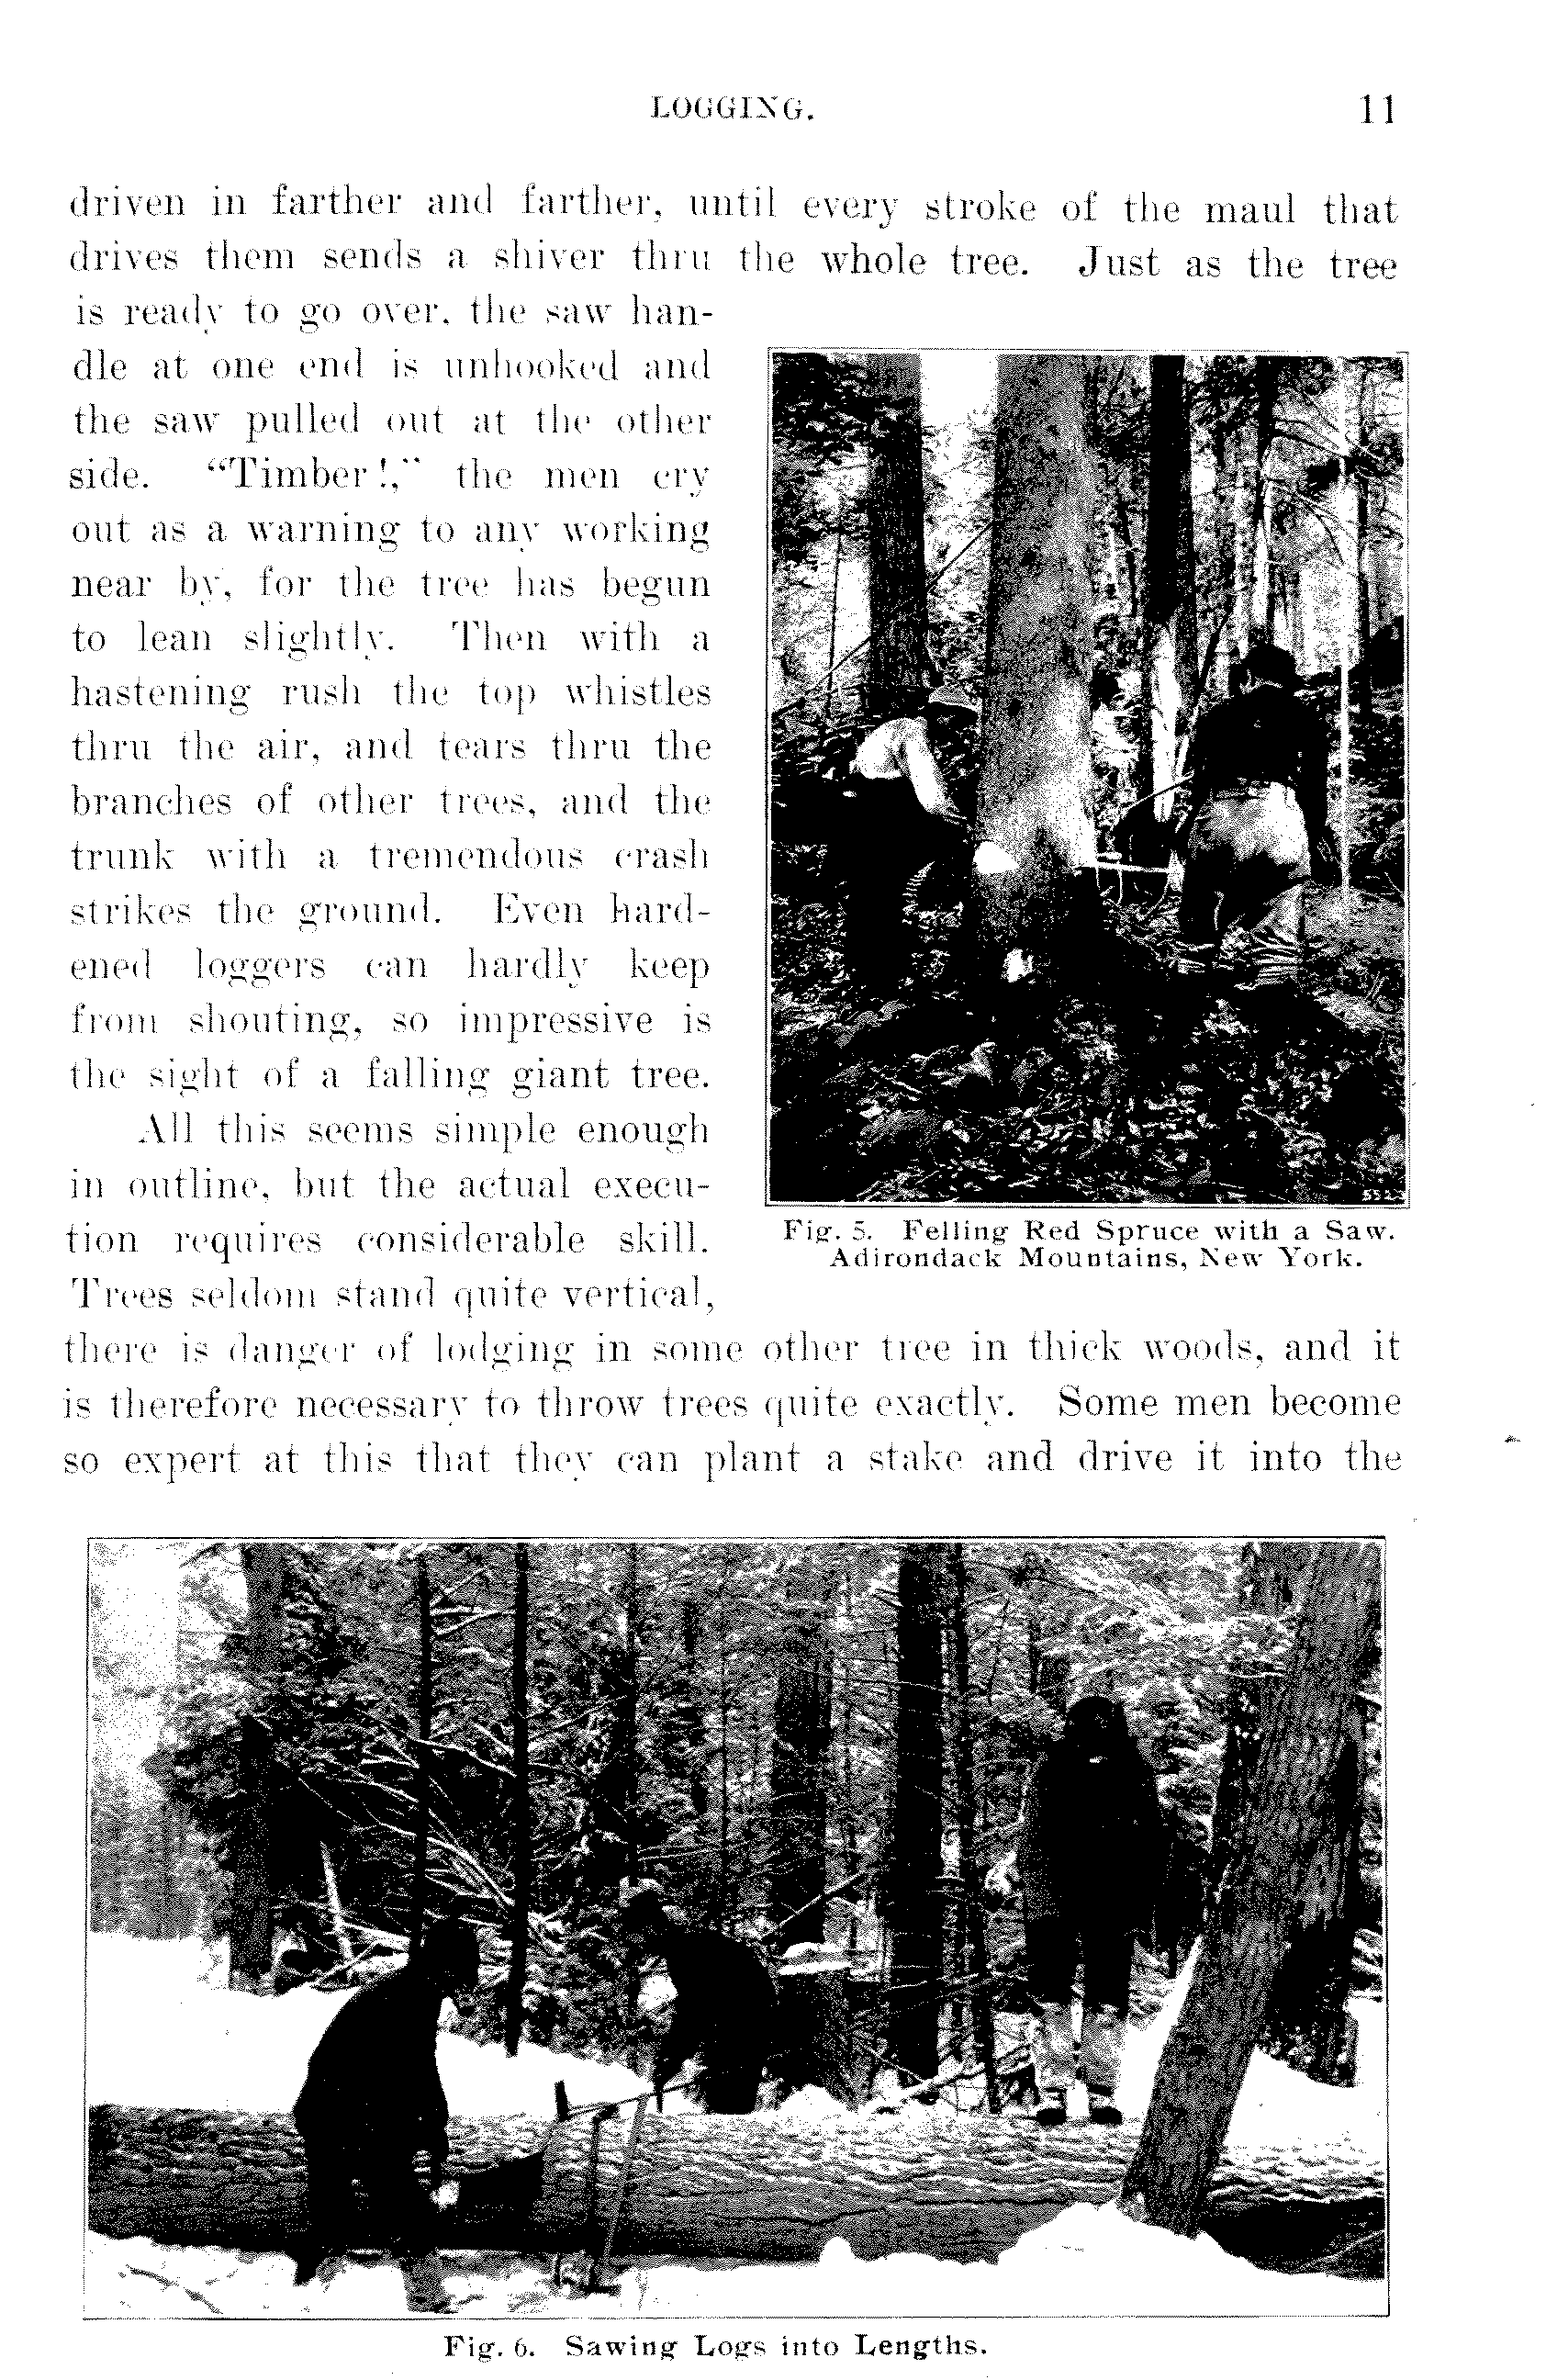 LOGGING. 11
driven in farther and farther, until every stroke of the maul that
drives them sends a shiver thru the whole tree. Just as the tree
is ready to go over, the saw han-
dle at one end is unhooked and
the saw pulled out at the other
side. “Timber!,” the men cry
out as a warning to any working
near by, for the tree has begun
to lean slightly. Then with a
hastening rush the top whistles
thru the air, and tears thru the
branches of other trees, and the
trunk with a tremendous crash
strikes the ground. Even hard-
ened loggers can hardly keep
from shouting, so impressive is
the sight of a falling giant tree.
All this seems simple enough
in outline, but the actual execu-
tion requires considerable skill.
Trees seldom stand quite vertical,
there is danger of lodging in some other tree in thick woods, and it
is therefore necessary to throw trees quite exactly. Some men become
so expert at this that they can plant a stake and drive it into the
Fig. 5. Felling Red Spruce with a Saw.
Adirondack Mountains, New York.
Fig. 6. Sawing Logs into Lengths.